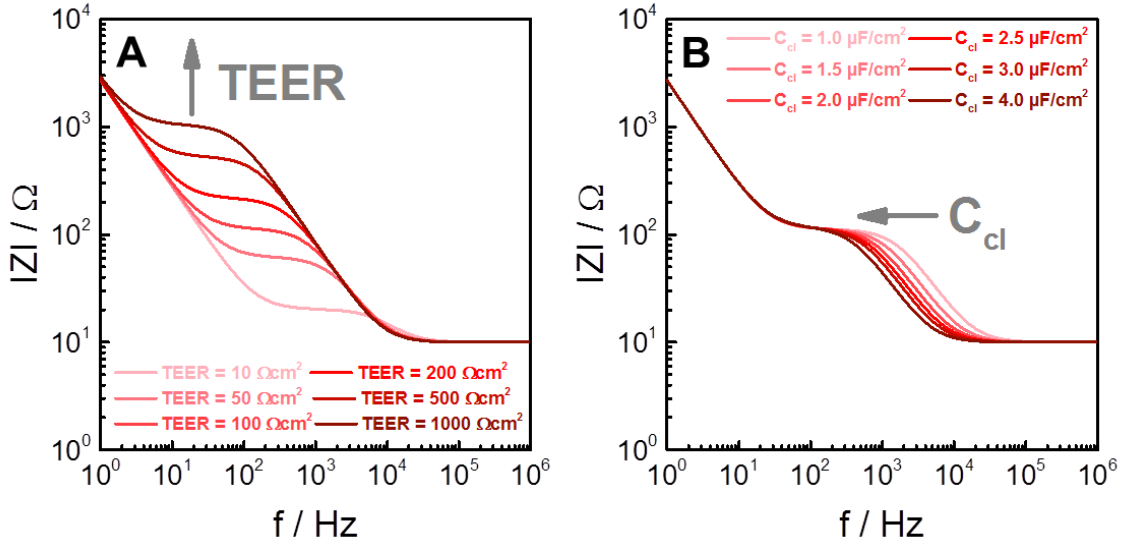 A
TEER
|Z| / Ω
10⁴
10³
10²
10¹
10⁰
TEER = 10 Ωcm²
TEER = 200 Ωcm²
TEER = 50 Ωcm²
TEER = 500 Ωcm²
TEER = 100 Ωcm²
TEER = 1000 Ωcm²
10⁰ 10¹ 10² 10³ 10⁴ 10⁵ 10⁶
f / Hz
B
C_cl = 1.0 µF/cm²
C_cl = 2.5 µF/cm²
C_cl = 1.5 µF/cm²
C_cl = 3.0 µF/cm²
C_cl = 2.0 µF/cm²
C_cl = 4.0 µF/cm²
C_cl
|Z| / Ω
10⁴
10³
10²
10¹
10⁰
10⁰ 10¹ 10² 10³ 10⁴ 10⁵ 10⁶
f / Hz